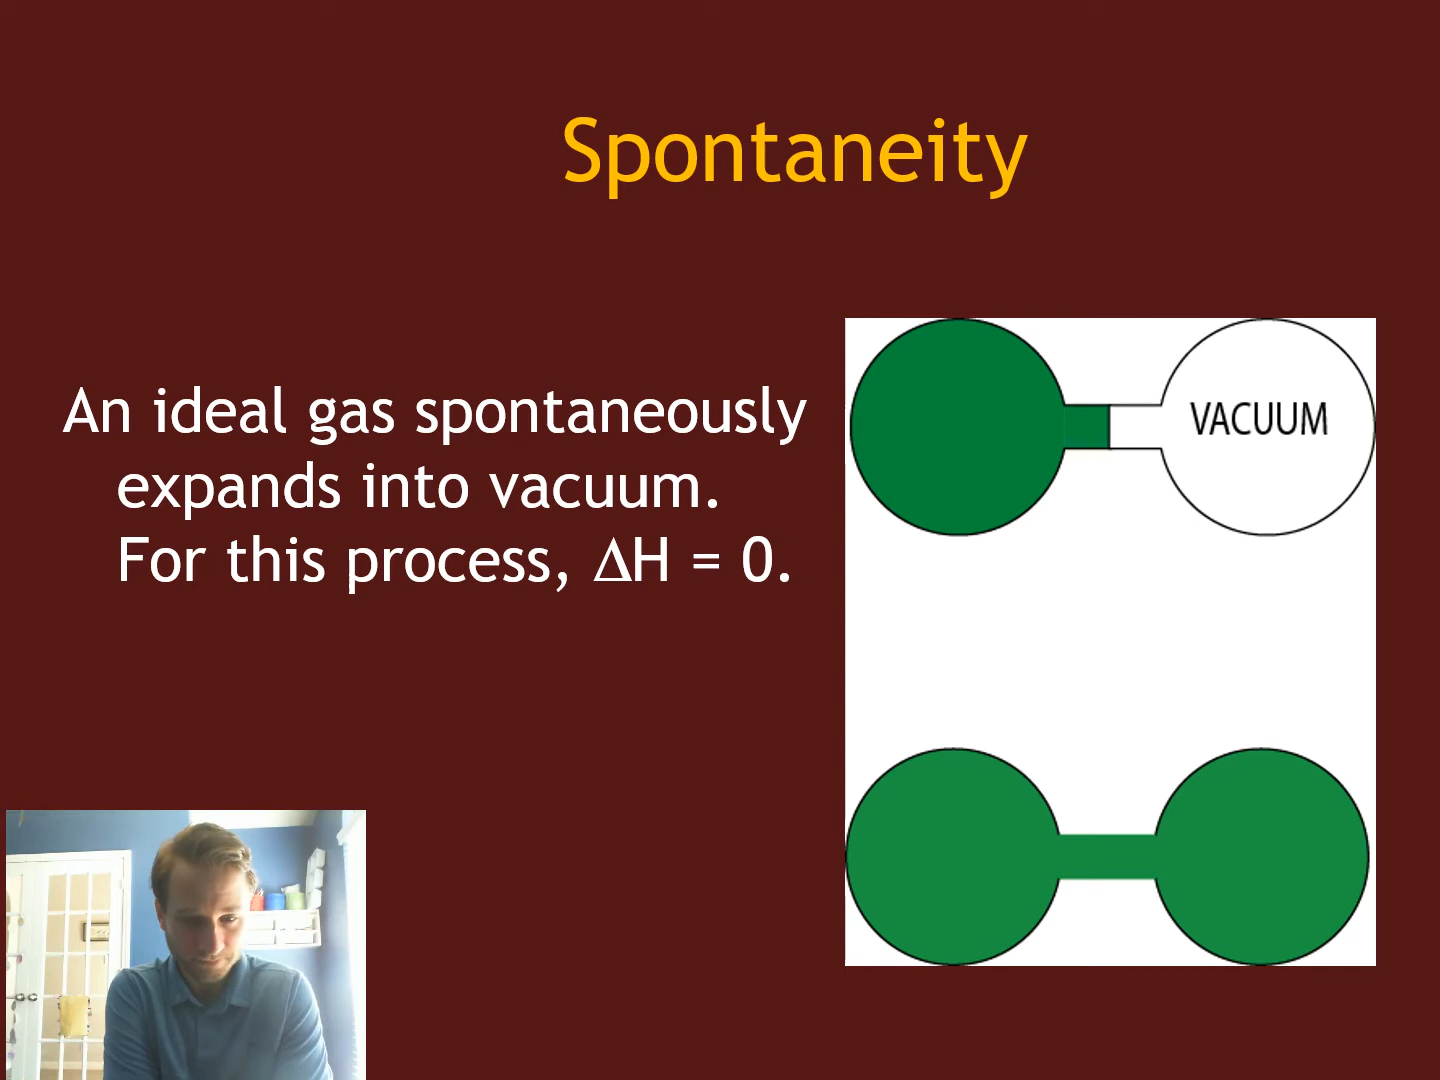 Spontaneity
An ideal gas spontaneously
expands into vacuum.
For this process, ΔH = 0.
VACUUM